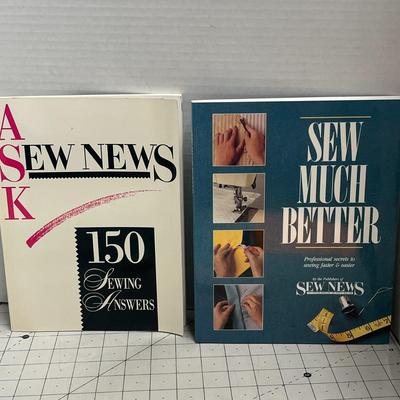 ASK
SEW NEWS
150
SEWING
ANSWERS
SEW
MUCH
BETTER
Professional secrets to
sewing faster & easier
by the Publishers of
SEW NEWS